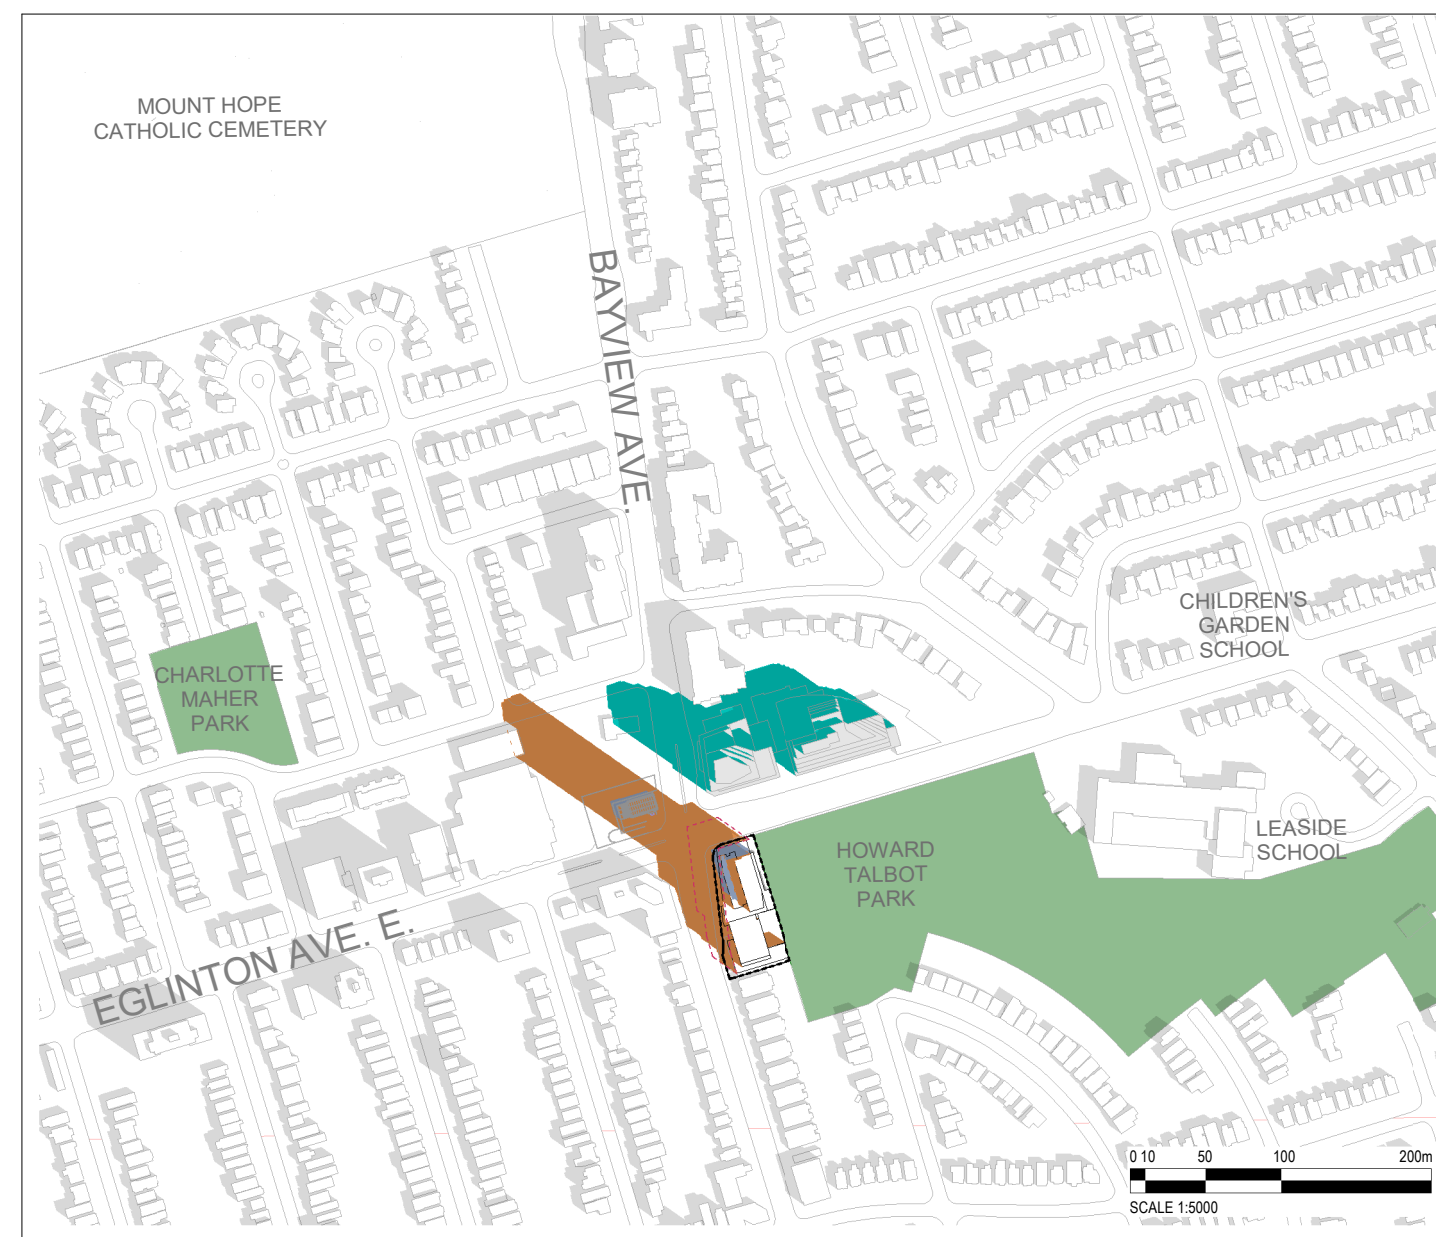 MOUNT HOPE
CATHOLIC CEMETERY
BAYVIEW AVE.
CHILDREN'S
GARDEN
SCHOOL
CHARLOTTE
MAHER
PARK
LEASIDE
SCHOOL
HOWARD
TALBOT
PARK
EGLINTON AVE. E.
0 10 50 100 200m
SCALE 1:5000